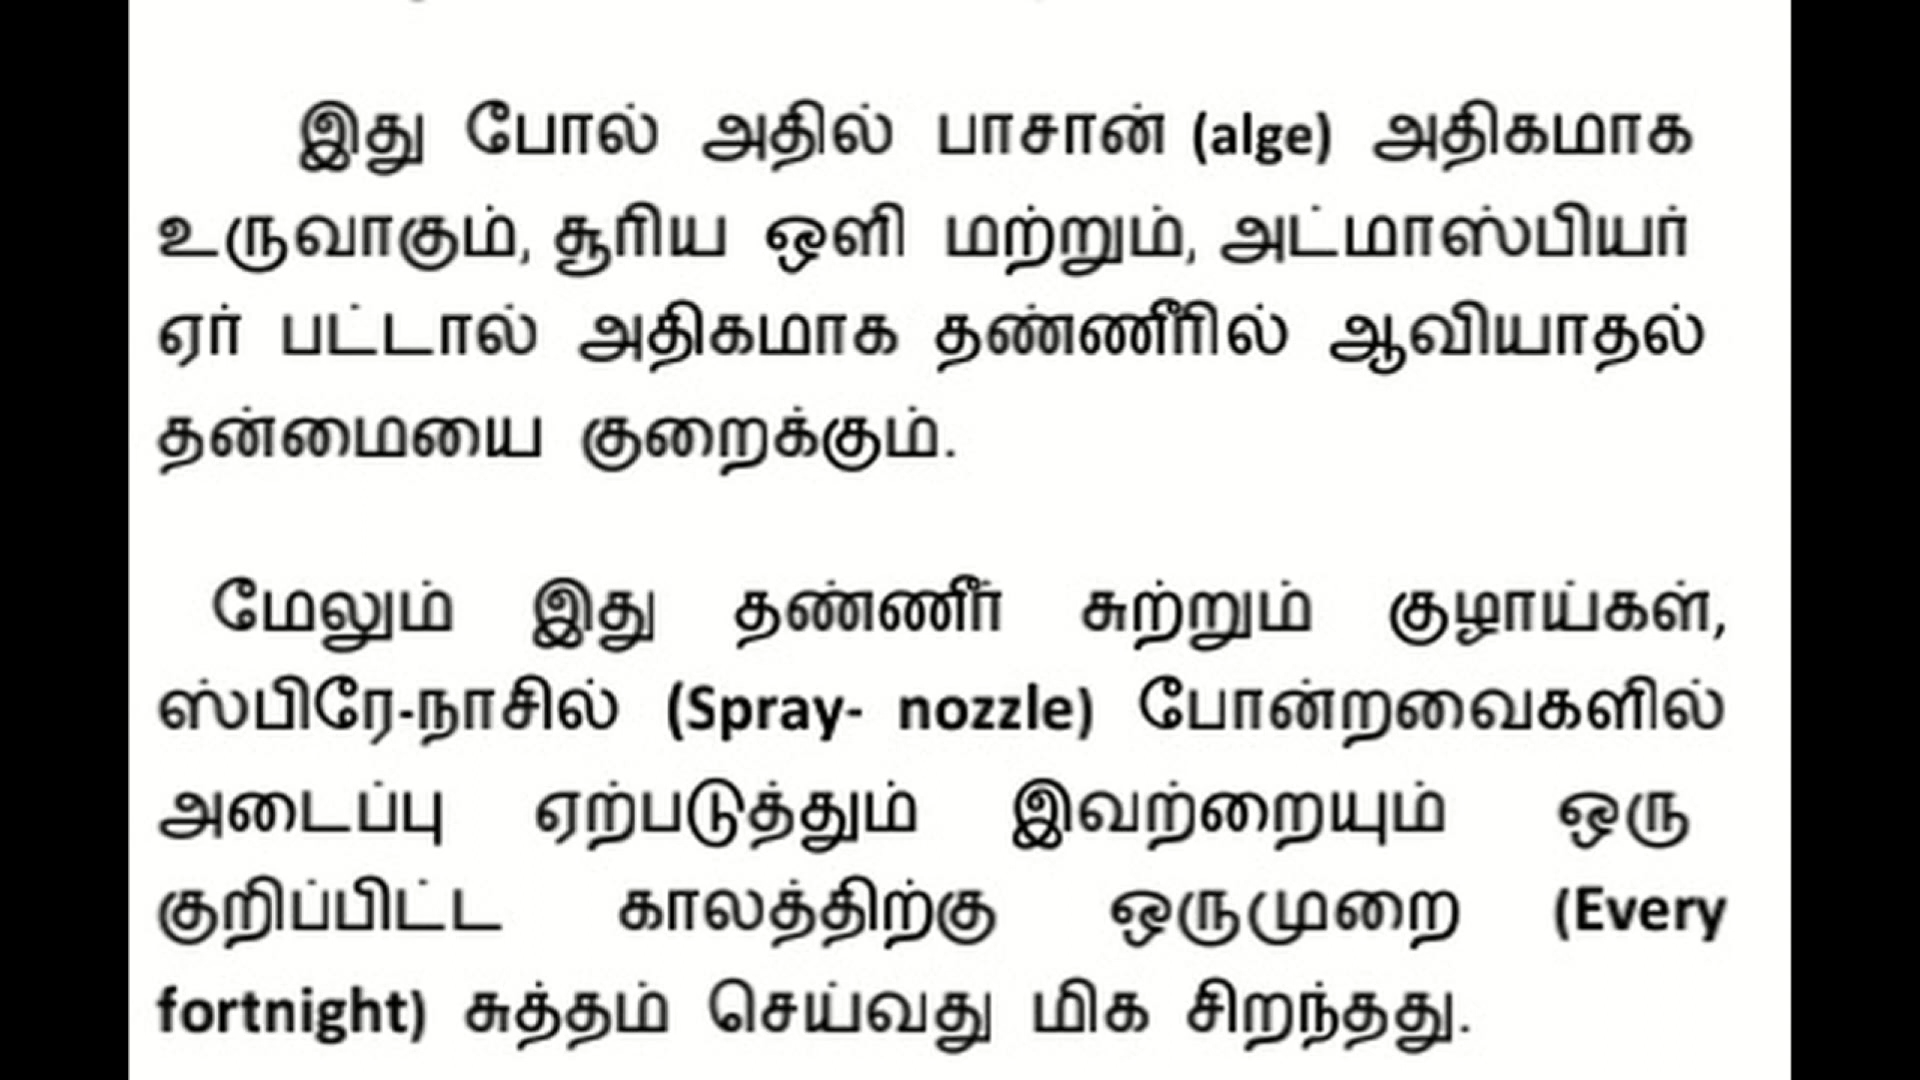 இது போல் அதில் பாசான் (alge) அதிகமாக
உருவாகும், சூரிய ஒளி மற்றும், அட்மாஸ்பியர்
ஏர் பட்டால் அதிகமாக தண்ணீரில் ஆவியாதல்
தன்மையை குறைக்கும்.
மேலும் இது தண்ணீர் சுற்றும் குழாய்கள்,
ஸ்பிரே-நாசில் (Spray- nozzle) போன்றவைகளில்
அடைப்பு ஏற்படுத்தும் இவற்றையும் ஒரு
குறிப்பிட்ட காலத்திற்கு ஒருமுறை (Every
fortnight) சுத்தம் செய்வது மிக சிறந்தது.